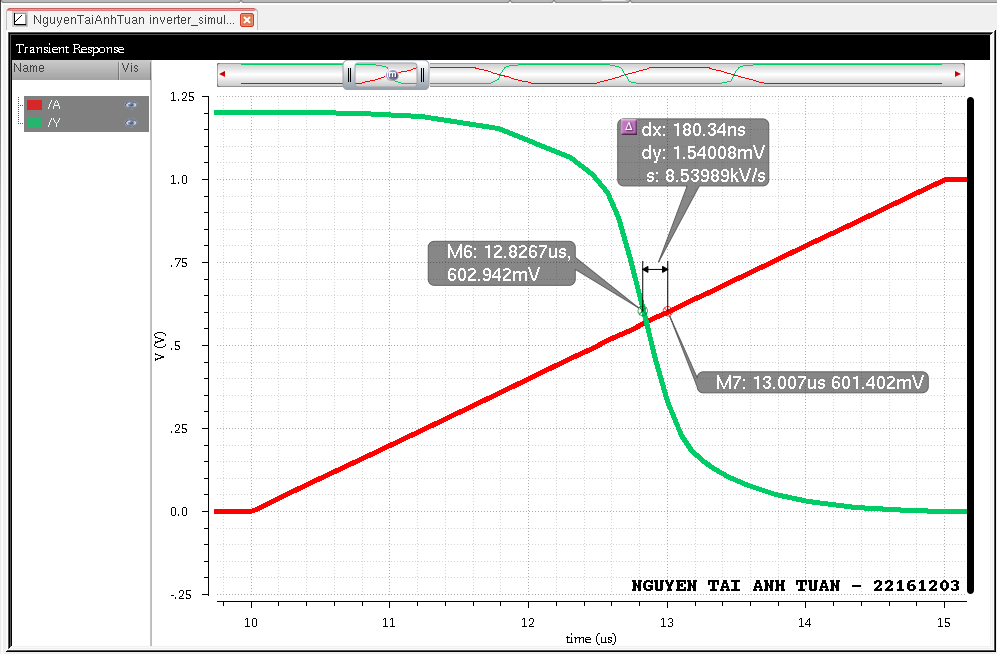 NguyenTaiAnhTuan inverter_simul...
Transient Response
Name Vis
/A
/Y
1.25
1.0
.75
.5
.25
0.0
-.25
V (V)
dx: 180.34ns
dy: 1.54008mV
s: 8.53989kV/s
M6: 12.8267us,
602.942mV
M7: 13.007us 601.402mV
NGUYEN TAI ANH TUAN - 22161203
10 11 12 13 14 15
time (us)